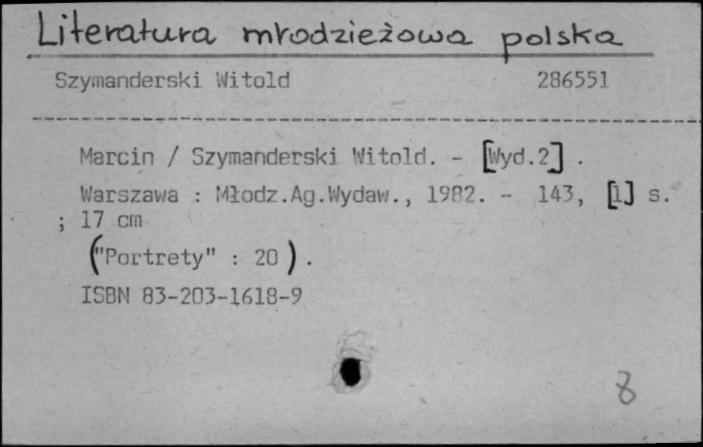 Literatura młodzieżowa polska
Szymanderski Witold 286551
Marcin / Szymanderski Witold. - [Wyd.2] .
Warszawa : Młodz.Ag.Wydaw., 1982. - 143, [1] s.
; 17 cm
("Portrety" : 20 ) .
ISBN 83-203-1618-9
8